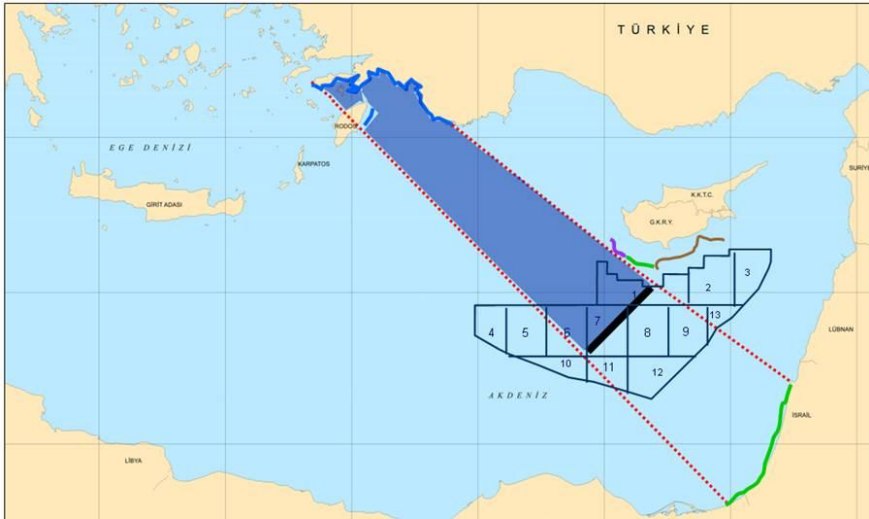 TÜRKİYE
RODOS
EGE DENİZİ
KARPATOS
SURİYE
K.K.T.C.
GİRİT ADASI
G.K.R.Y.
3
2
1
13
4
5
6
7
8
9
LÜBNAN
10
11
12
AKDENİZ
İSRAİL
LİBYA